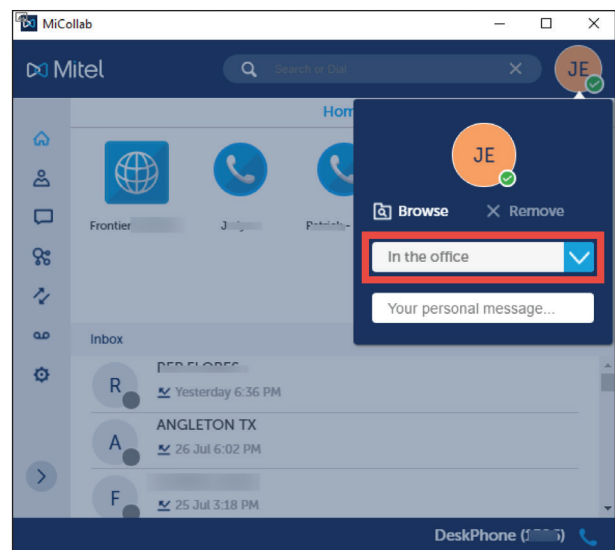 MiCollab
Mitel
Search or Dial
JE
Home
JE
Browse
Remove
In the office
Your personal message...
Frontier
Inbox
R
Yesterday 6:36 PM
A
ANGLETON TX
26 Jul 6:02 PM
F
25 Jul 3:18 PM
DeskPhone (